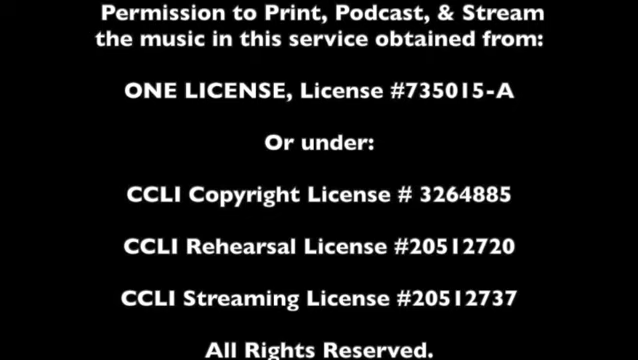 Permission to Print, Podcast, & Stream
the music in this service obtained from:
ONE LICENSE, License #735015-A
Or under:
CCLI Copyright License # 3264885
CCLI Rehearsal License #20512720
CCLI Streaming License #20512737
All Rights Reserved.